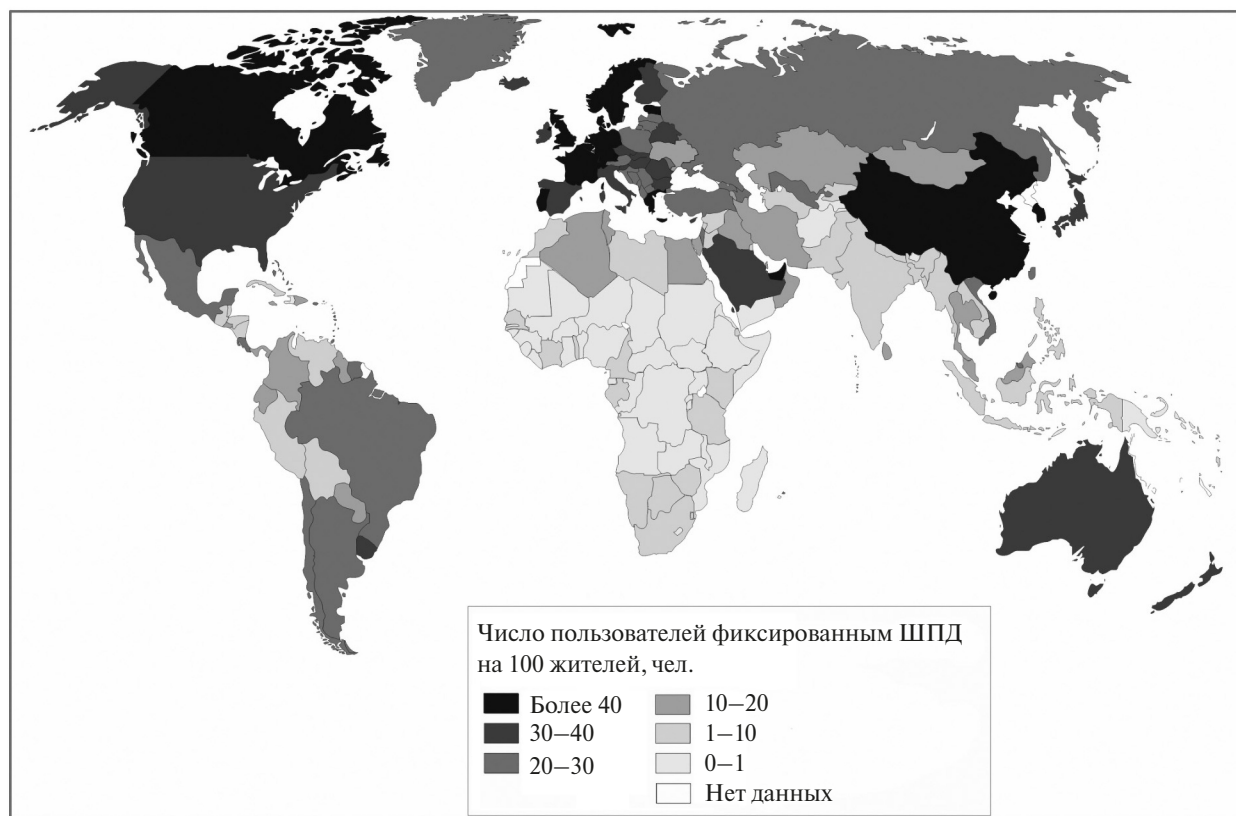 Число пользователей фиксированным ШПД
на 100 жителей, чел.
Более 40
30–40
20–30
10–20
1–10
0–1
Нет данных